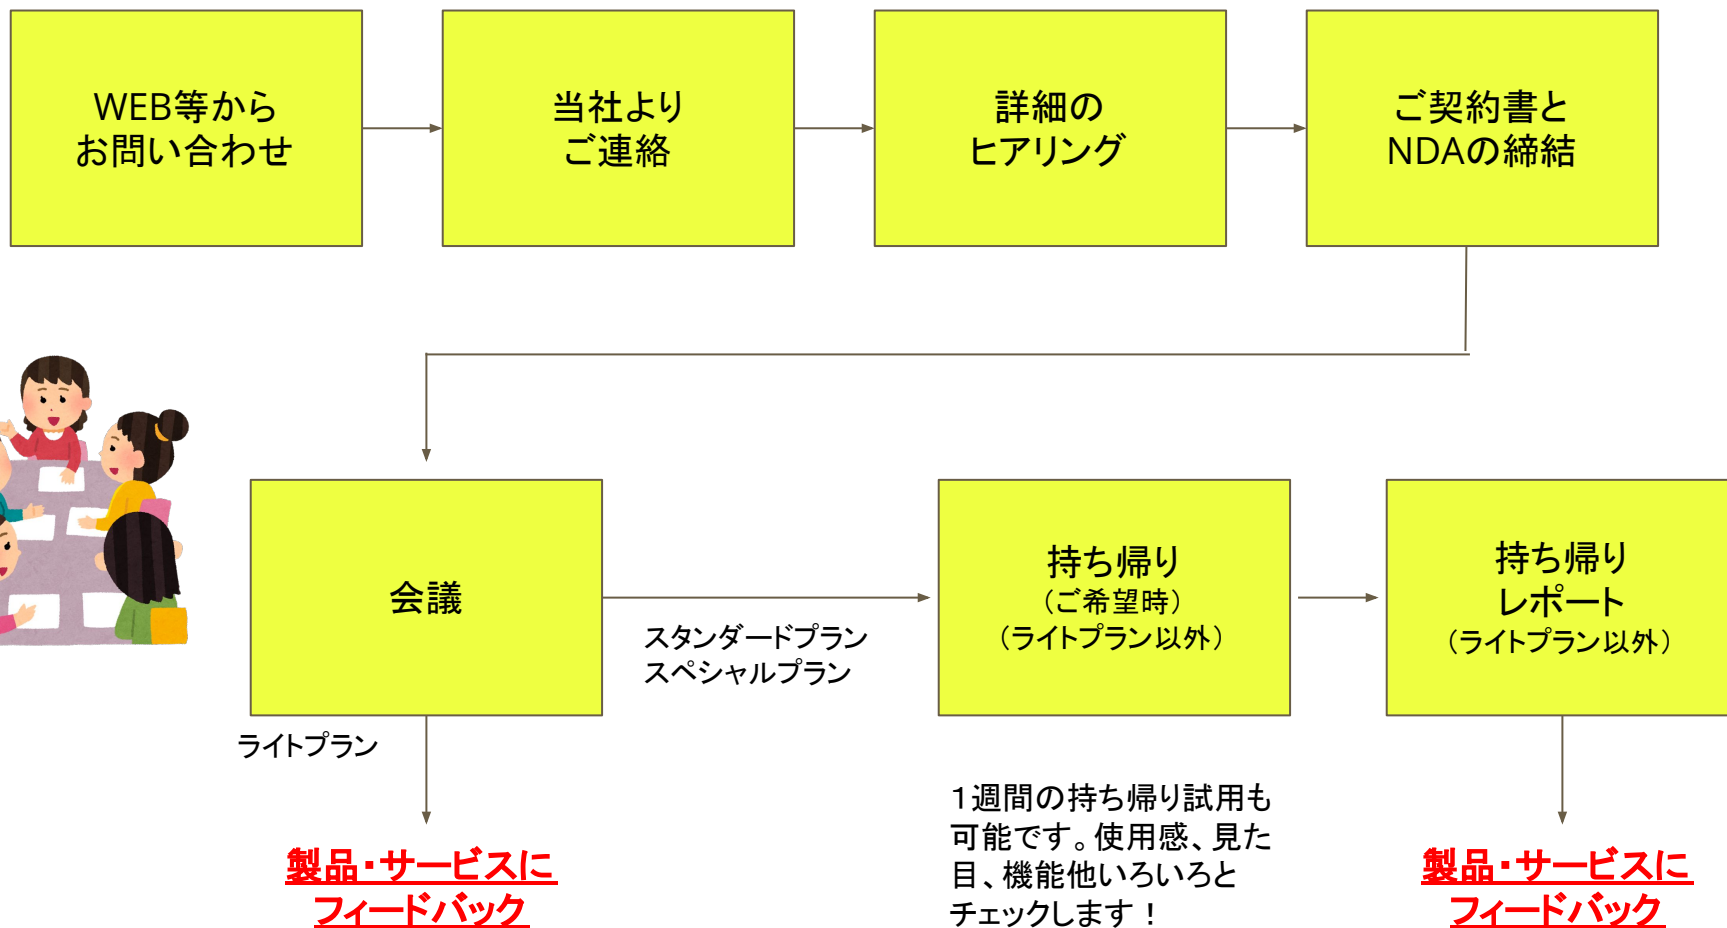 WEB等から
お問い合わせ
当社より
ご連絡
詳細の
ヒアリング
ご契約書と
NDAの締結
会議
スタンダードプラン
スペシャルプラン
持ち帰り
（ご希望時）
（ライトプラン以外）
持ち帰り
レポート
（ライトプラン以外）
ライトプラン
製品・サービスに
フィードバック
１週間の持ち帰り試用も
可能です。使用感、見た
目、機能他いろいろと
チェックします！
製品・サービスに
フィードバック